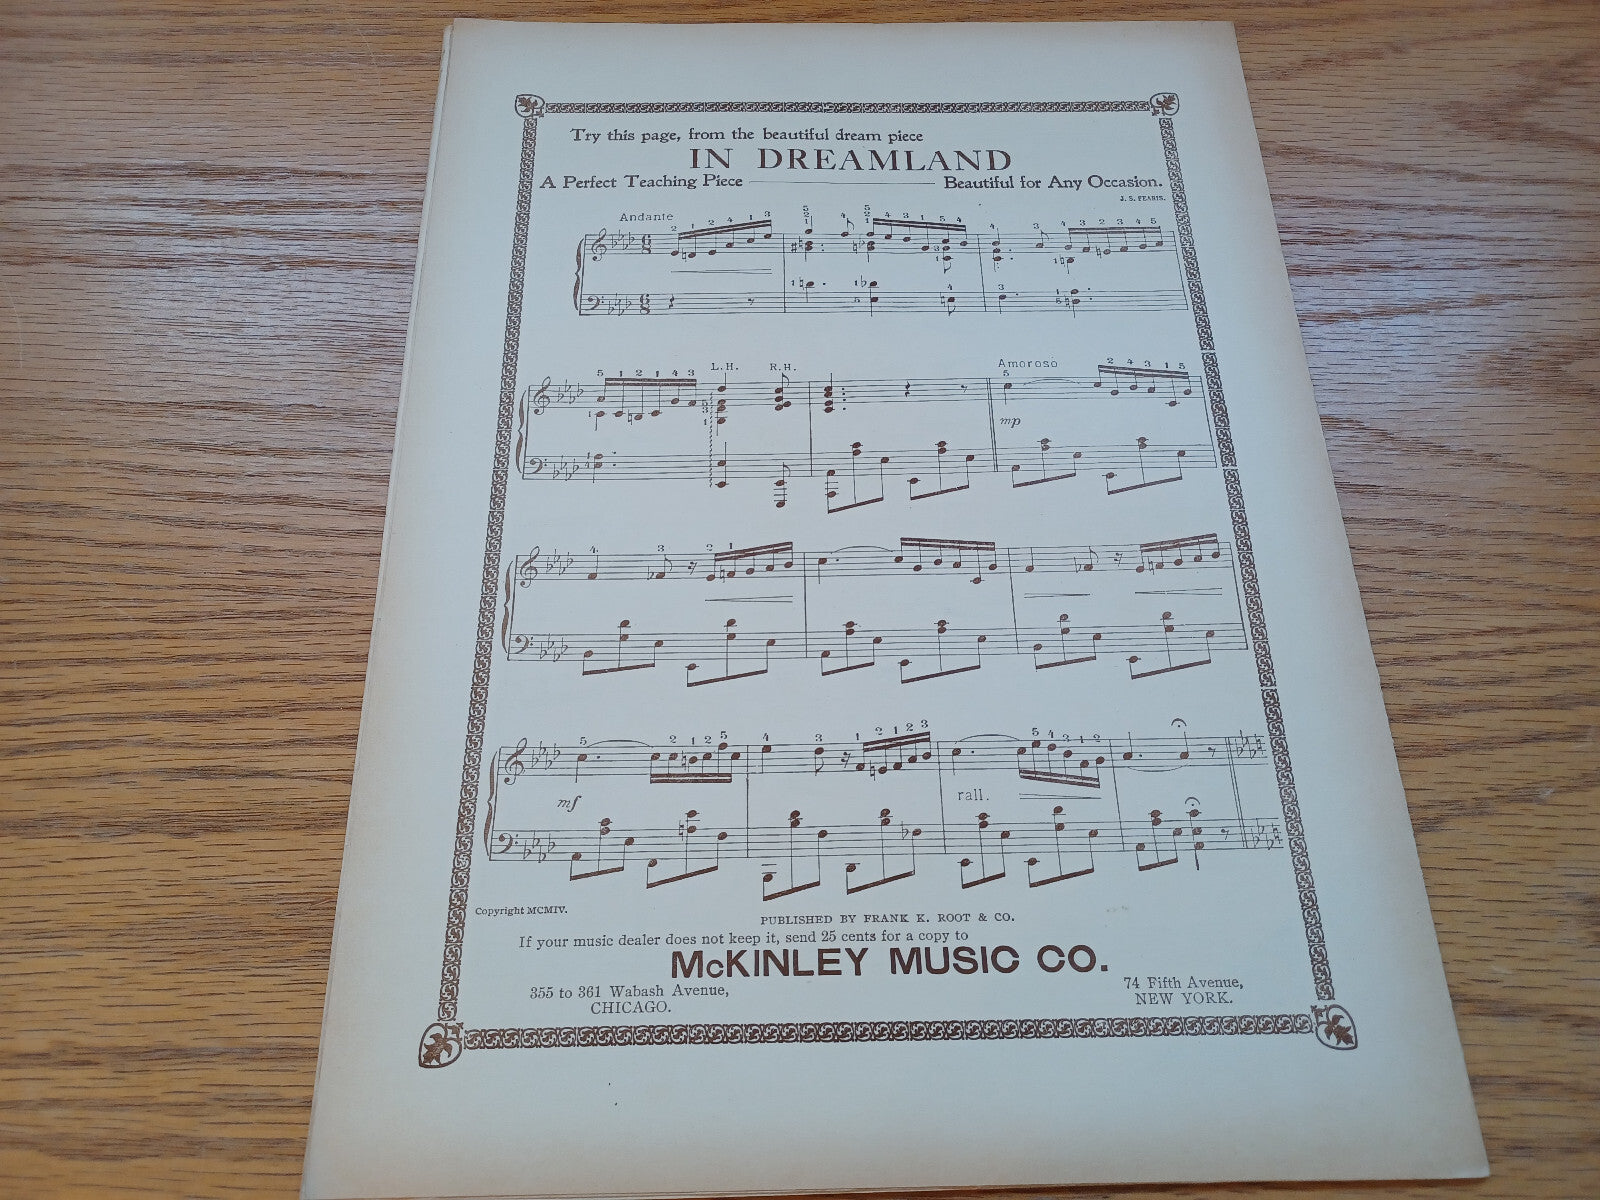 Try this page, from the beautiful dream piece
IN DREAMLAND
A Perfect Teaching Piece Beautiful for Any Occasion.
J. S. FEARIS.
Andante
L.H. R.H.
Amoroso
mp
mf
rall.
Copyright MCMIV.
PUBLISHED BY FRANK K. ROOT & CO.
If your music dealer does not keep it, send 25 cents for a copy to
McKINLEY MUSIC CO.
355 to 361 Wabash Avenue,
CHICAGO.
74 Fifth Avenue,
NEW YORK.